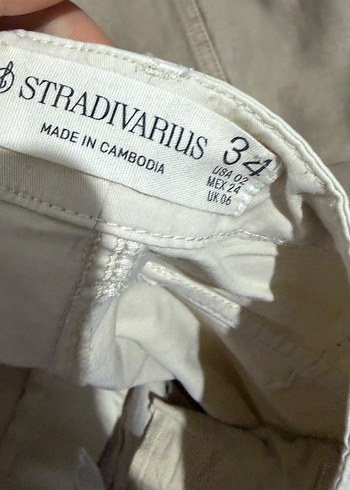 STRADIVARIUS
MADE IN CAMBODIA
34
USA 02
MEX 24
UK 06